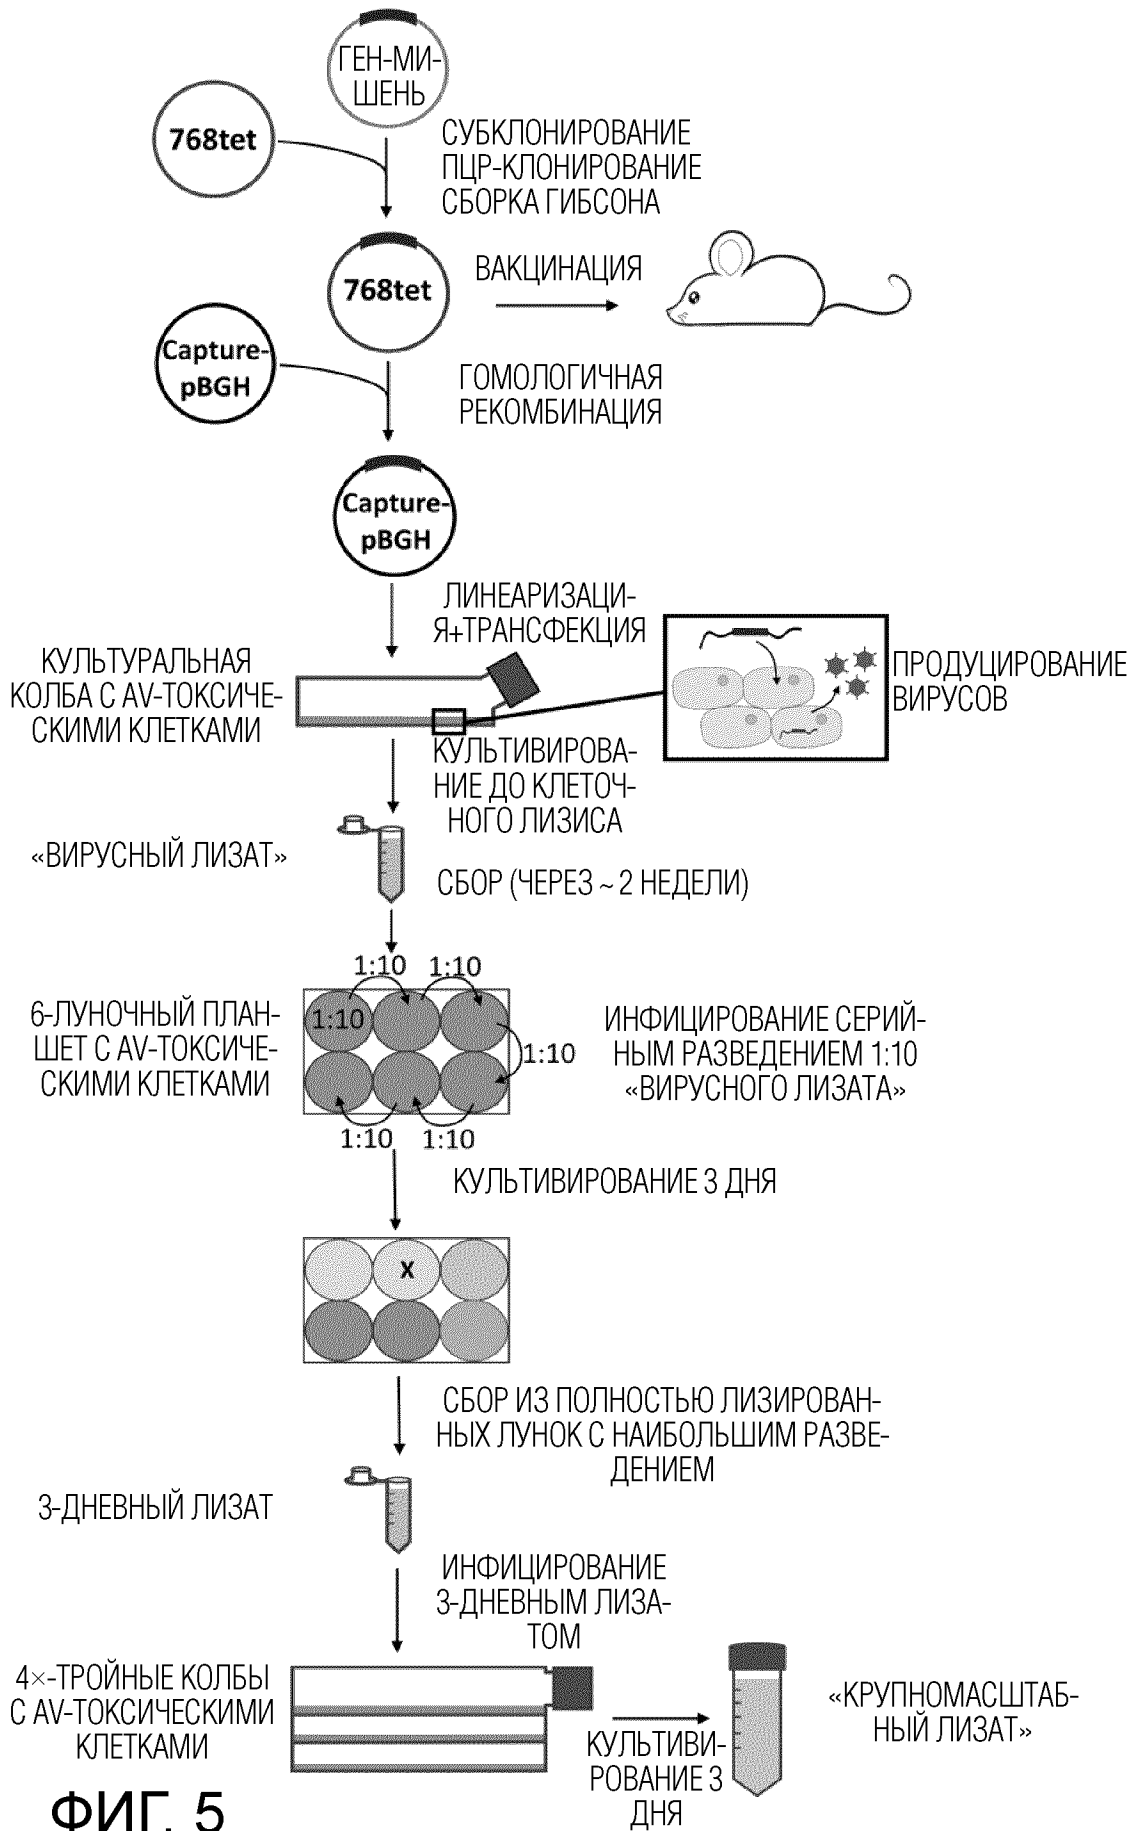 ГЕН-МИ-
ШЕНЬ
768tet
СУБКЛОНИРОВАНИЕ
ПЦР-КЛОНИРОВАНИЕ
СБОРКА ГИБСОНА
768tet
ВАКЦИНАЦИЯ
Capture-
pBGH
ГОМОЛОГИЧНАЯ
РЕКОМБИНАЦИЯ
Capture-
pBGH
ЛИНЕАРИЗАЦИ-
Я+ТРАНСФЕКЦИЯ
КУЛЬТУРАЛЬНАЯ
КОЛБА С AV-ТОКСИЧЕ-
СКИМИ КЛЕТКАМИ
ПРОДУЦИРОВАНИЕ
ВИРУСОВ
КУЛЬТИВИРОВА-
НИЕ ДО КЛЕТОЧ-
НОГО ЛИЗИСА
«ВИРУСНЫЙ ЛИЗАТ»
СБОР (ЧЕРЕЗ ~ 2 НЕДЕЛИ)
1:10 1:10
6-ЛУНОЧНЫЙ ПЛАН-
ШЕТ С AV-ТОКСИЧЕ-
СКИМИ КЛЕТКАМИ
1:10
1:10
1:10 1:10
ИНФИЦИРОВАНИЕ СЕРИЙ-
НЫМ РАЗВЕДЕНИЕМ 1:10
«ВИРУСНОГО ЛИЗАТА»
КУЛЬТИВИРОВАНИЕ 3 ДНЯ
X
СБОР ИЗ ПОЛНОСТЬЮ ЛИЗИРОВАН-
НЫХ ЛУНОК С НАИБОЛЬШИМ РАЗВЕ-
ДЕНИЕМ
3-ДНЕВНЫЙ ЛИЗАТ
ИНФИЦИРОВАНИЕ
3-ДНЕВНЫМ ЛИЗА-
ТОМ
4×-ТРОЙНЫЕ КОЛБЫ
С AV-ТОКСИЧЕСКИМИ
КЛЕТКАМИ
КУЛЬТИВИ-
РОВАНИЕ 3
ДНЯ
«КРУПНОМАСШТАБ-
НЫЙ ЛИЗАТ»
ФИГ. 5